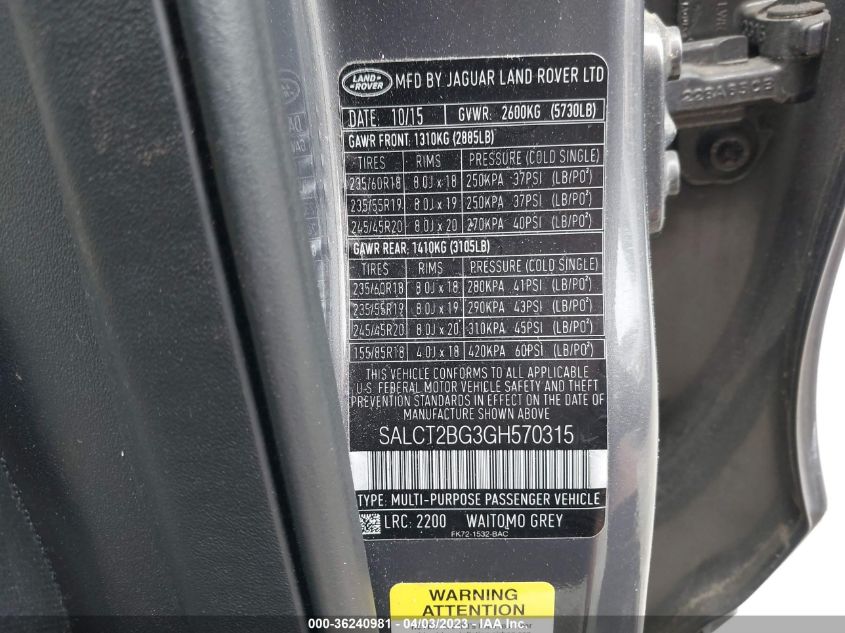 LAND ROVER MFD BY JAGUAR LAND ROVER LTD
DATE: 10/15 GVWR: 2600KG (5730LB)
GAWR FRONT: 1310KG (2885LB)
TIRES RIMS PRESSURE (COLD SINGLE)
235/60R18 8.0J x 18 250KPA 37PSI (LB/PO²)
235/55R19 8.0J x 19 250KPA 37PSI (LB/PO²)
245/45R20 8.0J x 20 270KPA 40PSI (LB/PO²)
GAWR REAR: 1410KG (3105LB)
TIRES RIMS PRESSURE (COLD SINGLE)
235/60R18 8.0J x 18 280KPA 41PSI (LB/PO²)
235/55R19 8.0J x 19 290KPA 43PSI (LB/PO²)
245/45R20 8.0J x 20 310KPA 45PSI (LB/PO²)
155/85R18 4.0J x 18 420KPA 60PSI (LB/PO²)
THIS VEHICLE CONFORMS TO ALL APPLICABLE
U.S. FEDERAL MOTOR VEHICLE SAFETY AND THEFT
PREVENTION STANDARDS IN EFFECT ON THE DATE OF
MANUFACTURE SHOWN ABOVE
SALCT2BG3GH570315
TYPE: MULTI-PURPOSE PASSENGER VEHICLE
LRC: 2200 WAITOMO GREY
FK72-1532-BAC
WARNING
ATTENTION
000-36240981 - 04/03/2023 - IAA Inc.